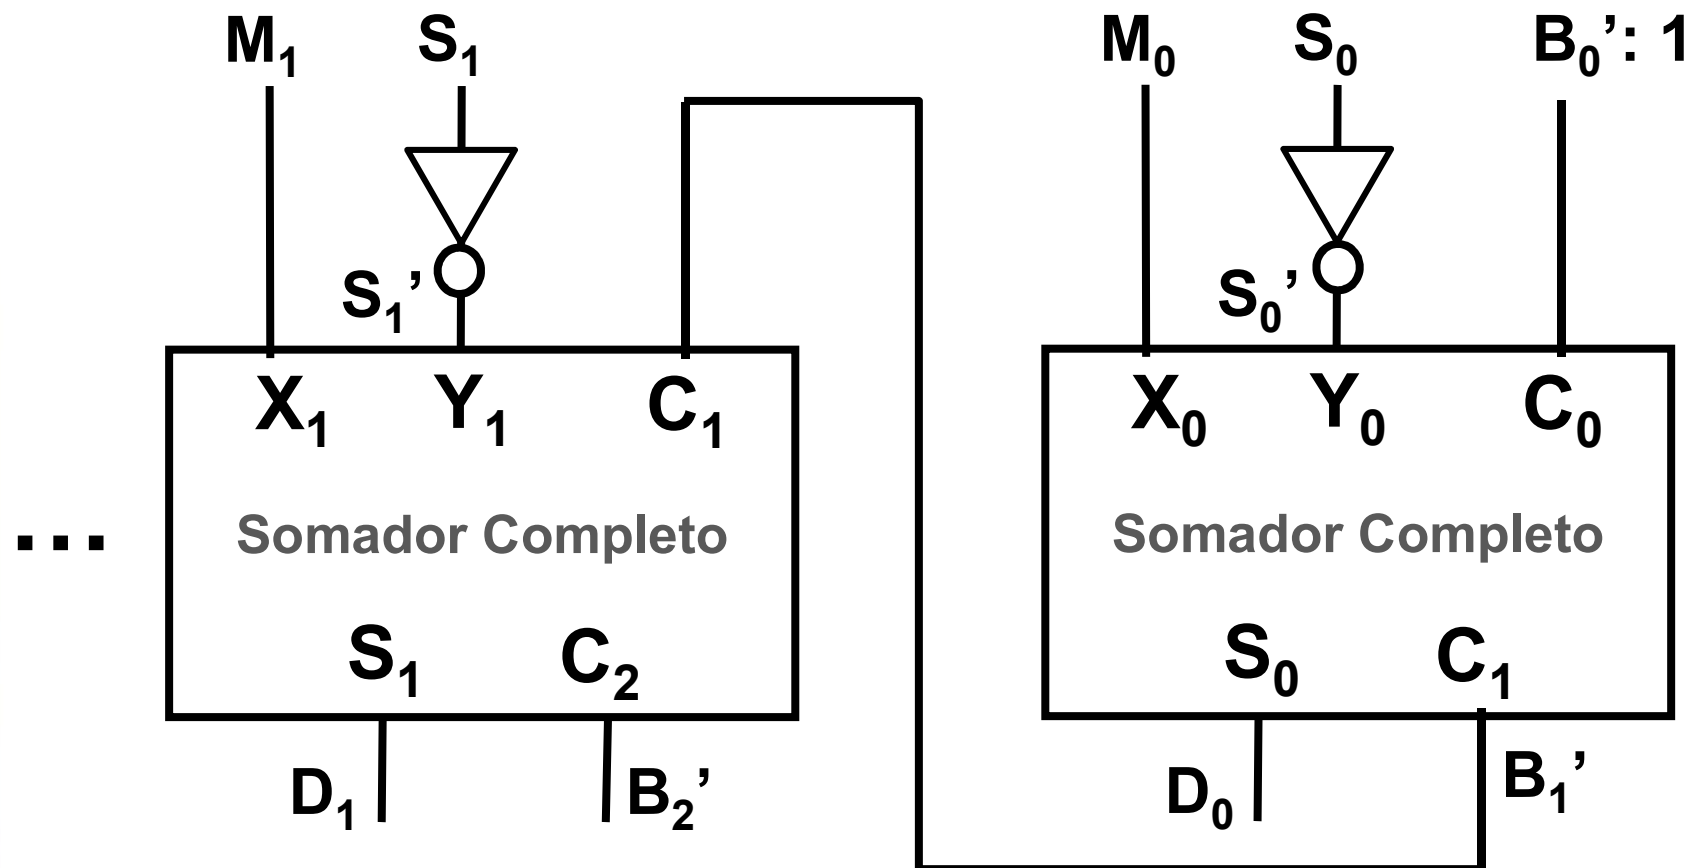 M₁ S₁ M₀ S₀ B₀’: 1
S₁’ S₀’
X₁ Y₁ C₁ X₀ Y₀ C₀
... Somador Completo Somador Completo
S₁ C₂ S₀ C₁
D₁ B₂’ D₀ B₁’